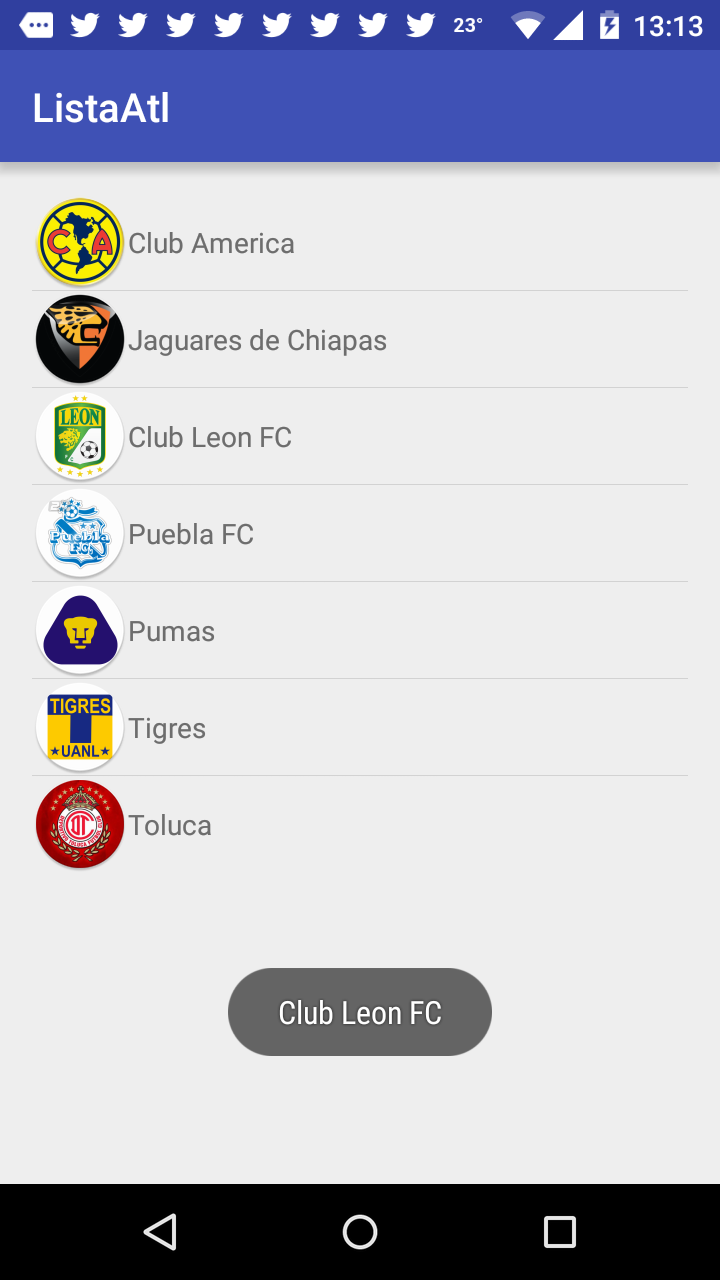 23° 13:13
ListaAtl
CA
Club America
Jaguares de Chiapas
LEON
Club Leon FC
Puebla F.C.
Puebla FC
Pumas
TIGRES
UANL
Tigres
Toluca
Club Leon FC